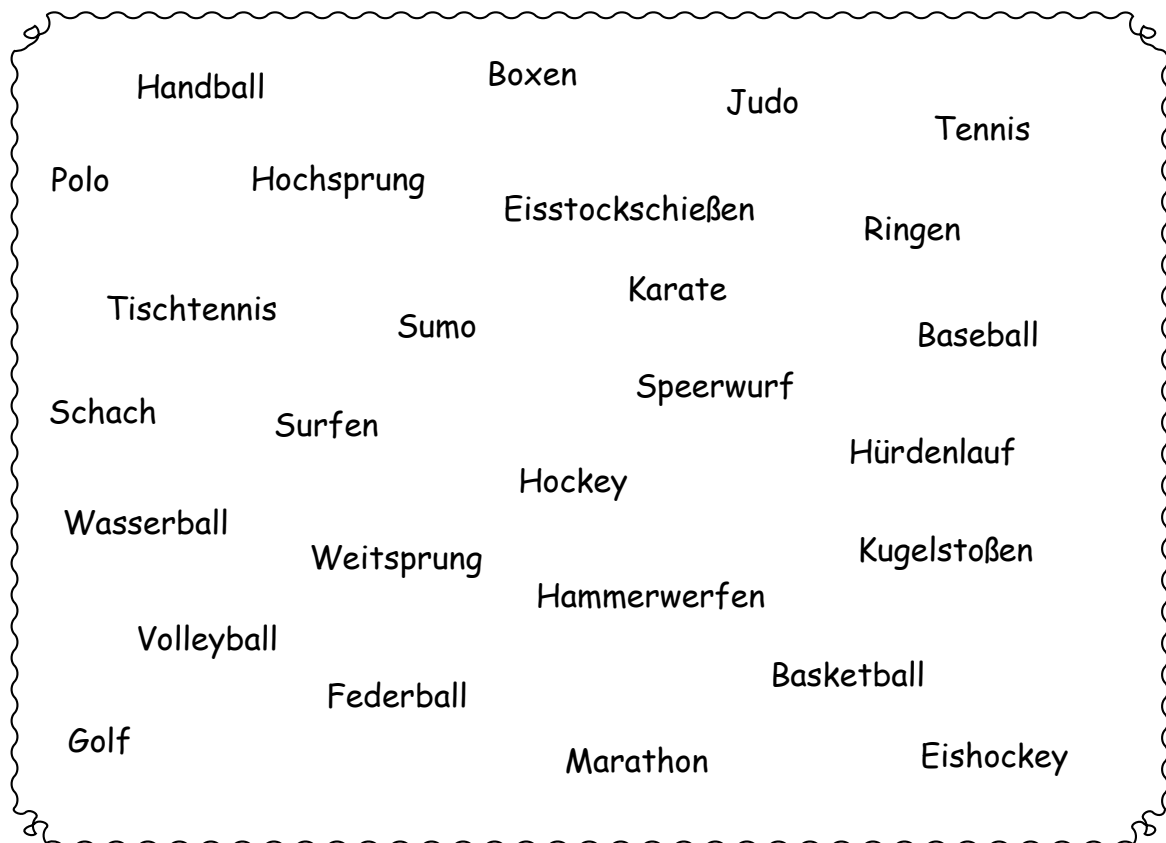 Handball
Boxen
Judo
Tennis
Polo
Hochsprung
Eisstockschießen
Ringen
Karate
Tischtennis
Sumo
Baseball
Speerwurf
Schach
Surfen
Hürdenlauf
Hockey
Wasserball
Weitsprung
Kugelstoßen
Hammerwerfen
Volleyball
Basketball
Federball
Golf
Marathon
Eishockey